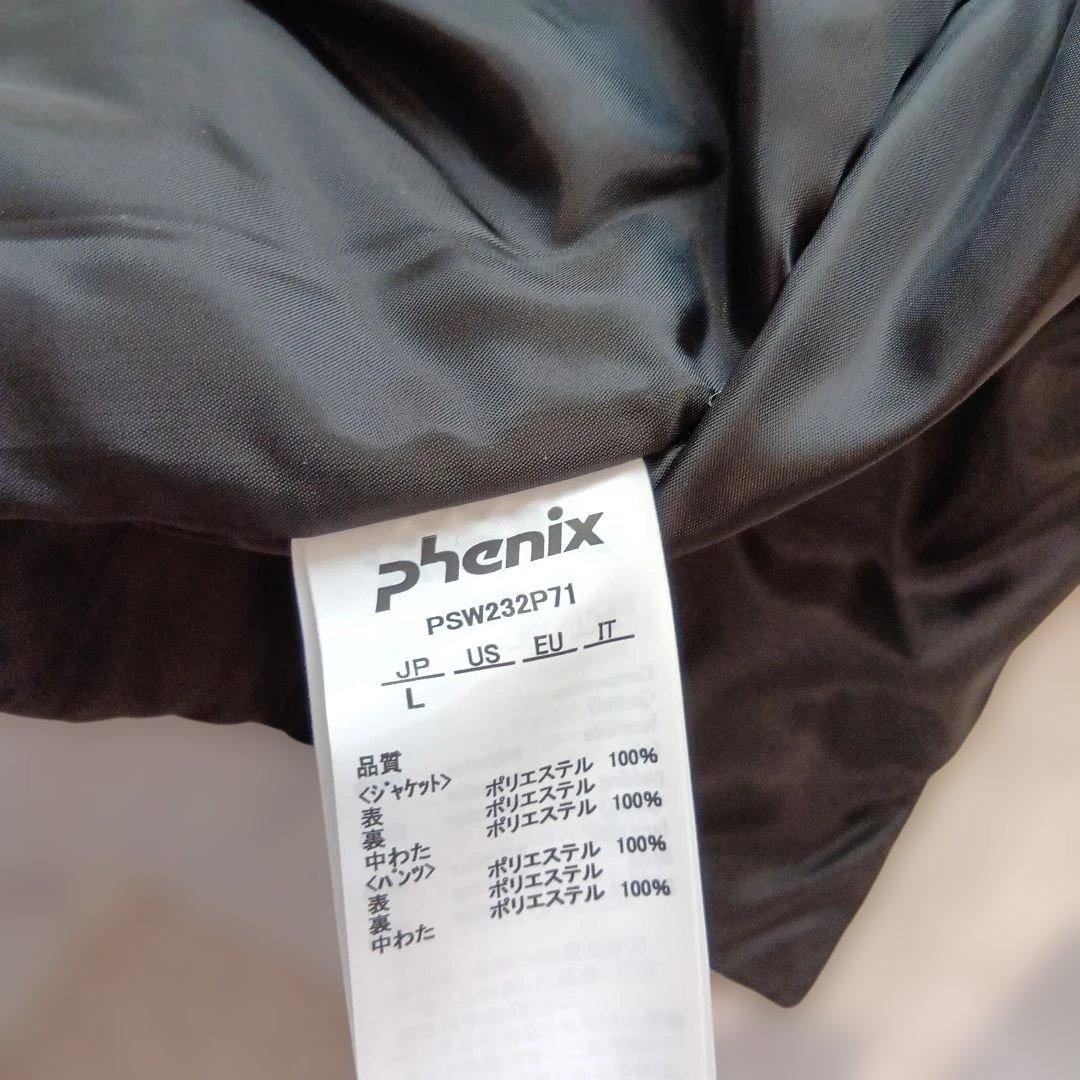 phenix
PSW232P71
JP US EU IT
L
品質
<ジャケット>
表 ポリエステル 100%
裏 ポリエステル
中わた ポリエステル 100%
<パンツ>
表 ポリエステル 100%
裏 ポリエステル
中わた ポリエステル 100%